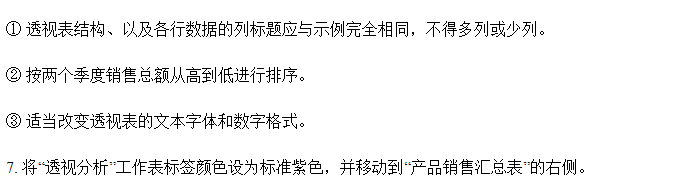 ① 透视表结构、以及各行数据的列标题应与示例完全相同，不得多列或少列。
② 按两个季度销售总额从高到低进行排序。
③ 适当改变透视表的文本字体和数字格式。
7. 将“透视分析”工作表标签颜色设为标准紫色，并移动到“产品销售汇总表”的右侧。